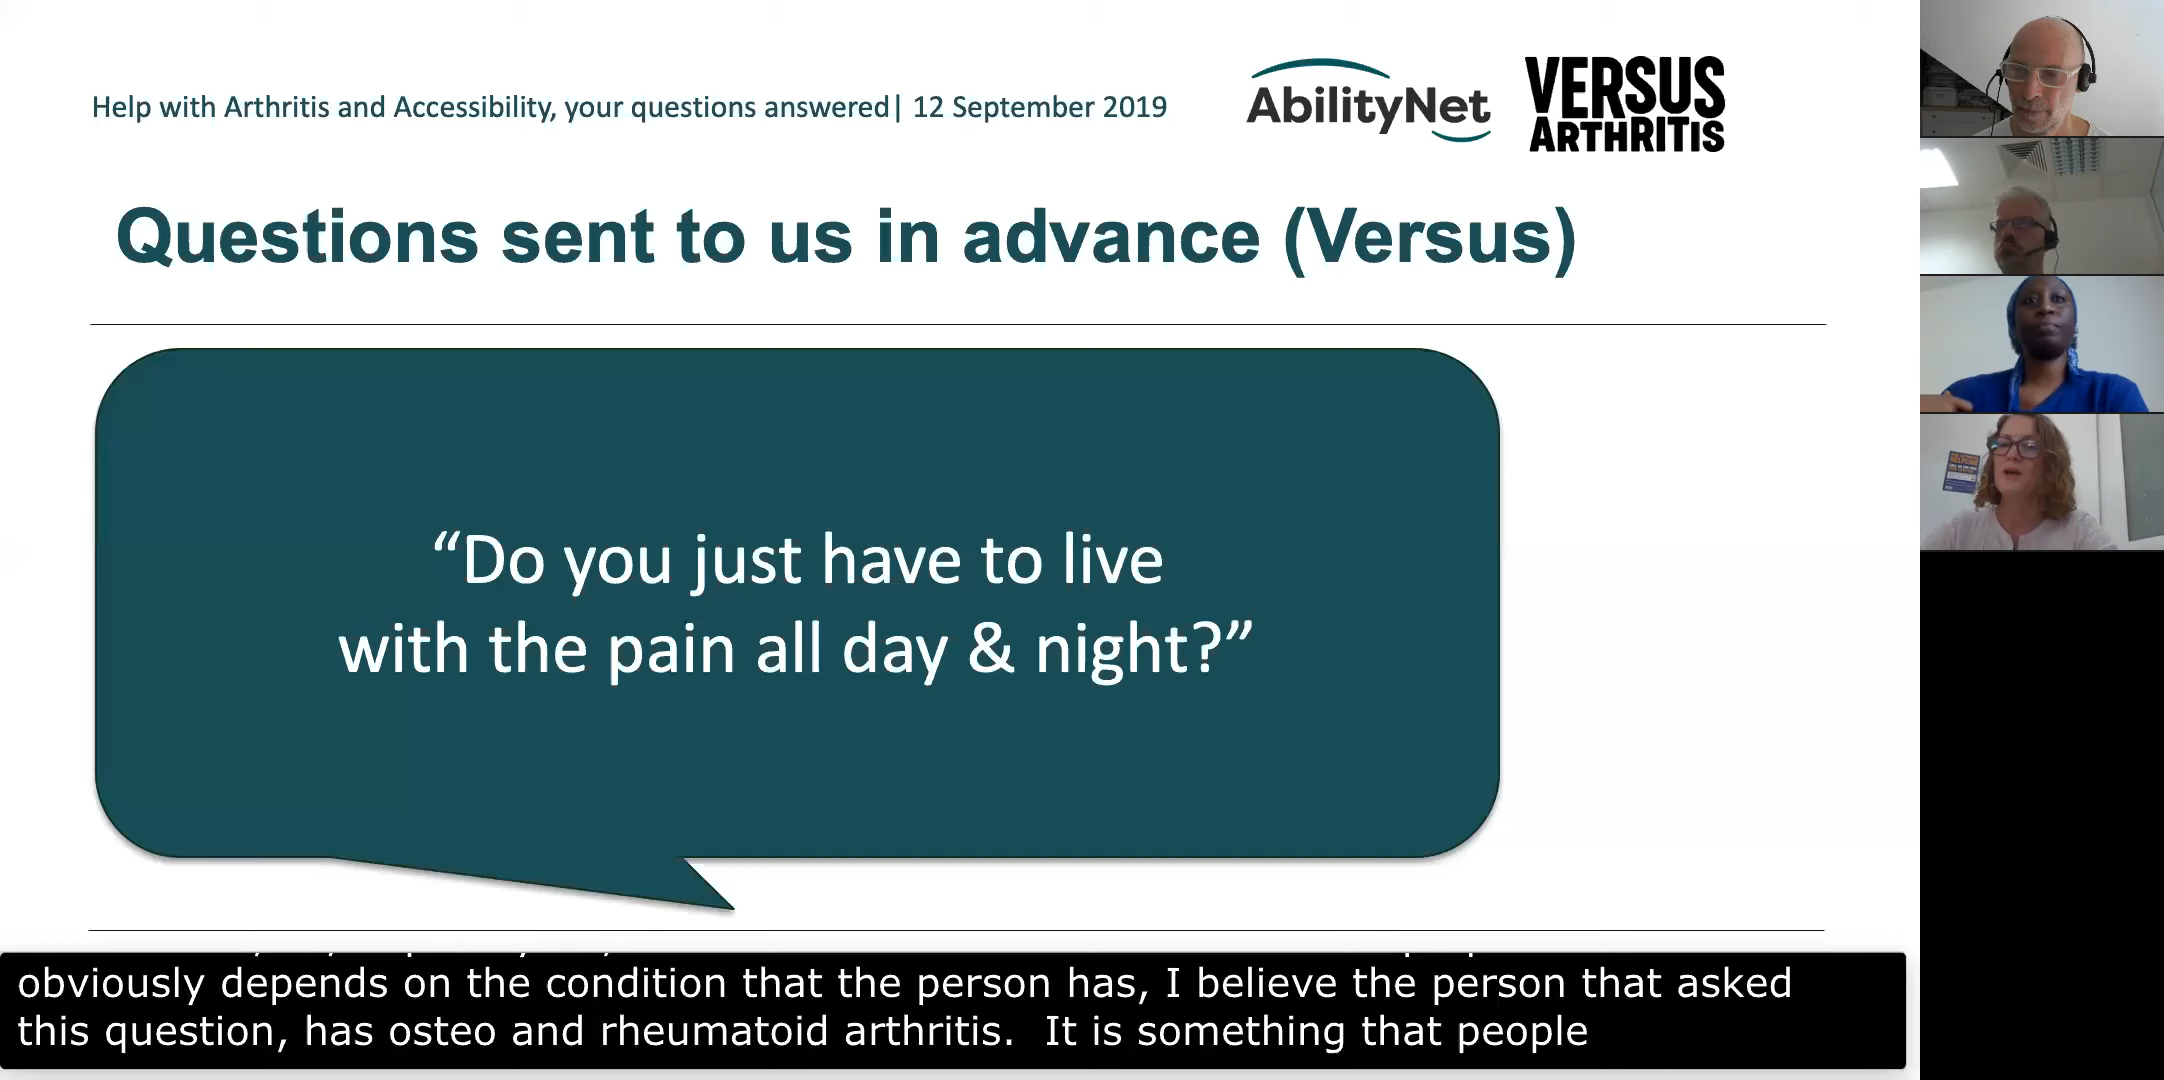 Help with Arthritis and Accessibility, your questions answered| 12 September 2019
AbilityNet
VERSUS
ARTHRITIS
Questions sent to us in advance (Versus)
“Do you just have to live
with the pain all day & night?”
obviously depends on the condition that the person has, I believe the person that asked
this question, has osteo and rheumatoid arthritis.  It is something that people